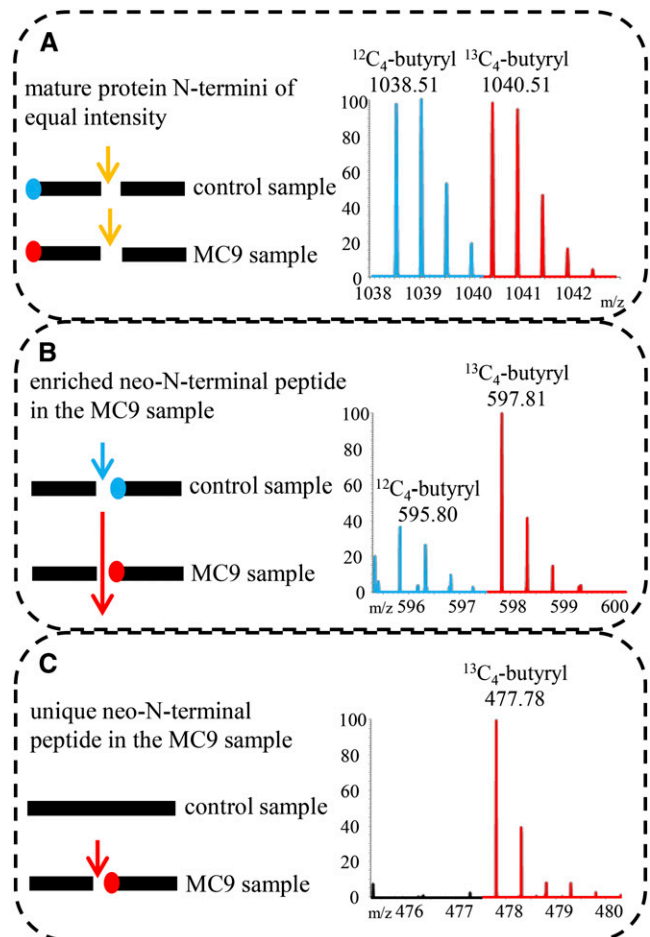 A
mature protein N-termini of
equal intensity
control sample
MC9 sample
¹²C₄-butyryl ¹³C₄-butyryl
1038.51 1040.51
100
80
60
40
20
0
1038 1039 1040 1041 1042
m/z
B
enriched neo-N-terminal peptide
in the MC9 sample
control sample
MC9 sample
¹³C₄-butyryl
597.81
¹²C₄-butyryl
595.80
100
80
60
40
20
0
m/z 596 597 598 599 600
C
unique neo-N-terminal
peptide in the MC9 sample
control sample
MC9 sample
¹³C₄-butyryl
477.78
100
80
60
40
20
0
m/z 476 477 478 479 480